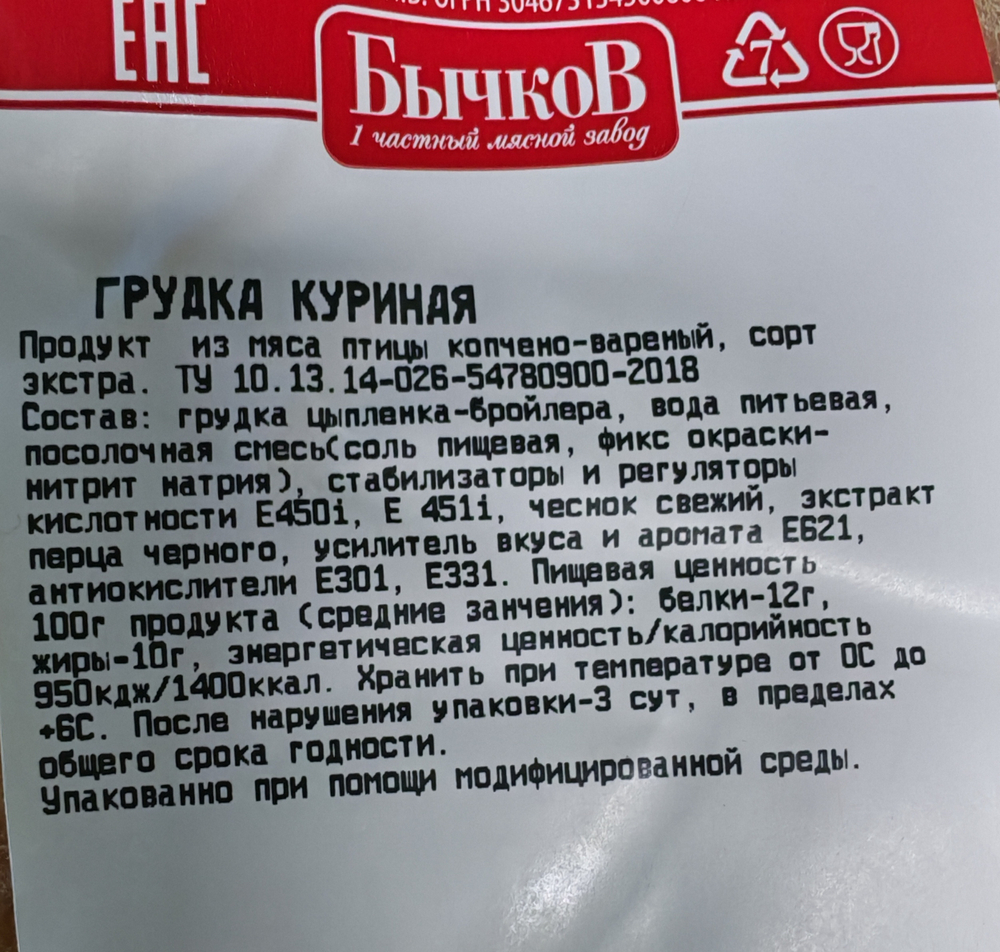 ЕАС
7
Бычков
1 частный мясной завод
ГРУДКА КУРИНАЯ
Продукт из мяса птицы копчено-вареный, сорт
экстра. ТУ 10.13.14-026-54780900-2018
Состав: грудка цыпленка-бройлера, вода питьевая,
посолочная смесь(соль пищевая, фикс окраски-
нитрит натрия), стабилизаторы и регуляторы
кислотности Е450i, Е 451i, чеснок свежий, экстракт
перца черного, усилитель вкуса и аромата Е621,
антиокислители Е301, Е331. Пищевая ценность
100г продукта (средние занчения): белки-12г,
жиры-10г, энергетическая ценность/калорийность
950кдж/1400ккал. Хранить при температуре от 0С до
+6С. После нарушения упаковки-3 сут, в пределах
общего срока годности.
Упакованно при помощи модифицированной среды.